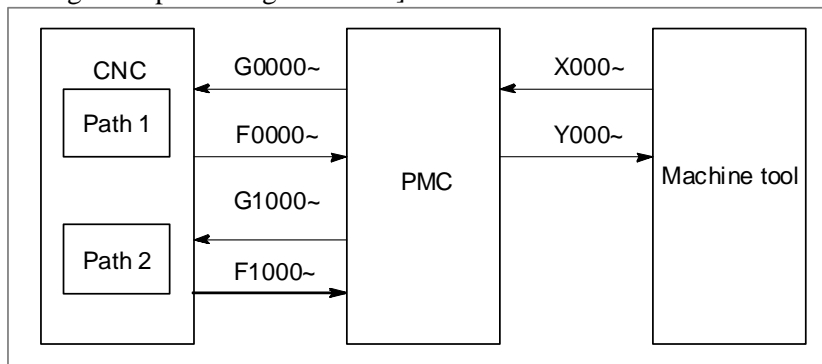 CNC
Path 1
Path 2
G0000~
F0000~
G1000~
F1000~
PMC
X000~
Y000~
Machine tool